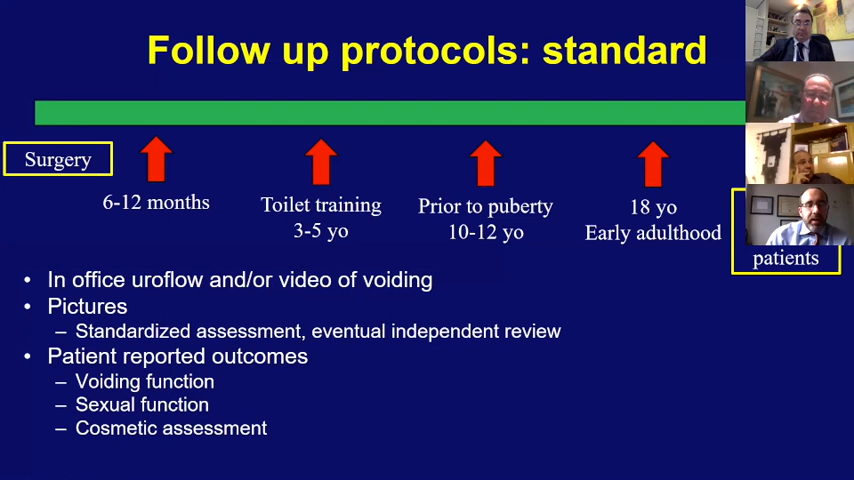 Follow up protocols: standard
Surgery
6-12 months
Toilet training
3-5 yo
Prior to puberty
10-12 yo
18 yo
Early adulthood
patients
• In office uroflow and/or video of voiding
• Pictures
– Standardized assessment, eventual independent review
• Patient reported outcomes
– Voiding function
– Sexual function
– Cosmetic assessment